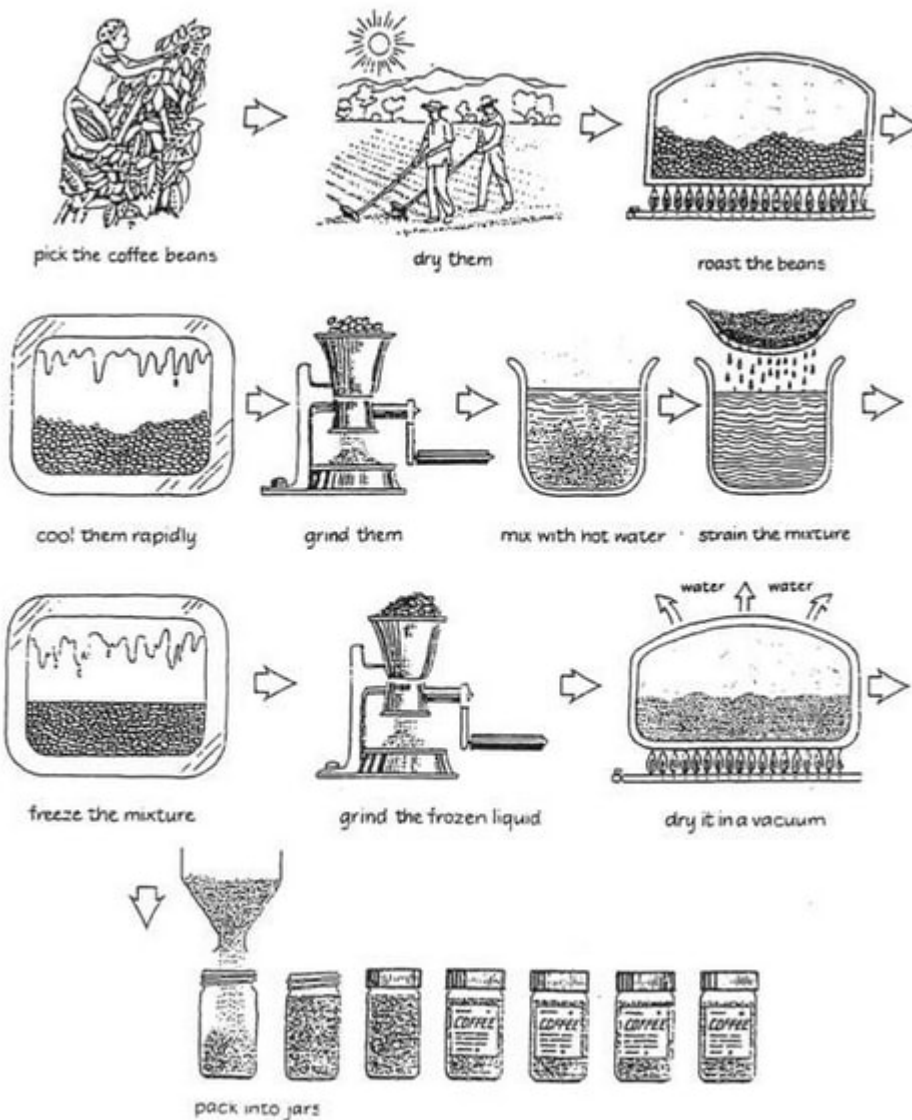 pick the coffee beans
dry them
roast the beans
cool them rapidly
grind them
mix with hot water
strain the mixture
water water
freeze the mixture
grind the frozen liquid
dry it in a vacuum
COFFEE COFFEE COFFEE COFFEE
pack into jars